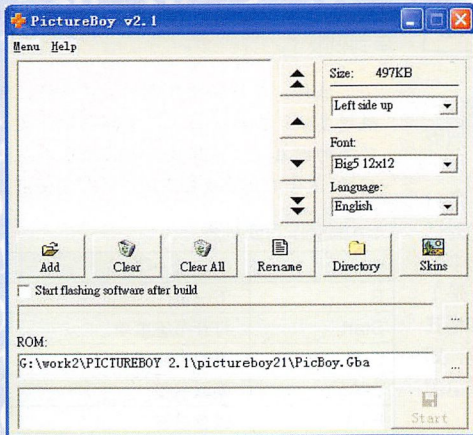 PictureBoy v2.1
Menu Help
Size: 497KB
Left side up
Font:
Big5 12x12
Language:
English
Add Clear Clear All Rename Directory Skins
Start flashing software after build
...
ROM:
G:\work2\PICTUREBOY 2.1\pictureboy21\PicBoy.Gba
...
Start